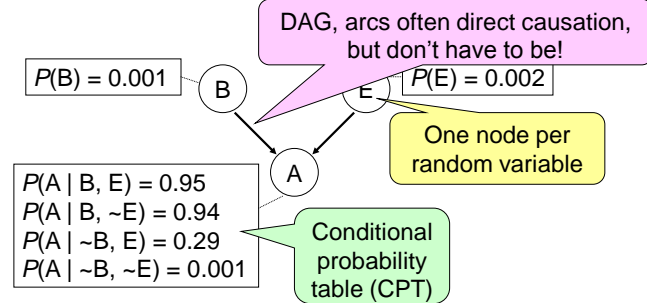 DAG, arcs often direct causation,
but don't have to be!
P(B) = 0.001
B
E
P(E) = 0.002
One node per
random variable
A
P(A | B, E) = 0.95
P(A | B, ~E) = 0.94
P(A | ~B, E) = 0.29
P(A | ~B, ~E) = 0.001
Conditional
probability
table (CPT)